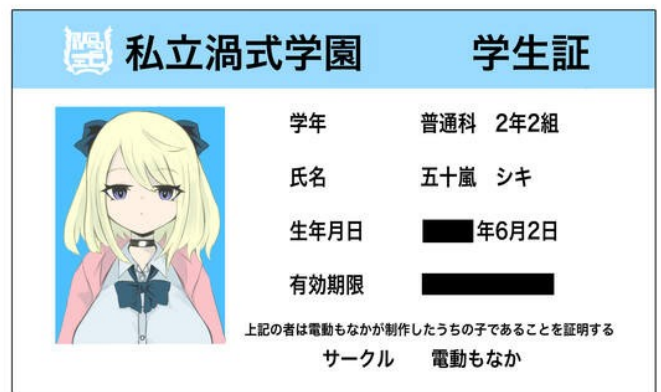 私立渦式学園 学生証
学年 普通科 2年2組
氏名 五十嵐 シキ
生年月日 年6月2日
有効期限
上記の者は電動もなかが制作したうちの子であることを証明する
サークル 電動もなか